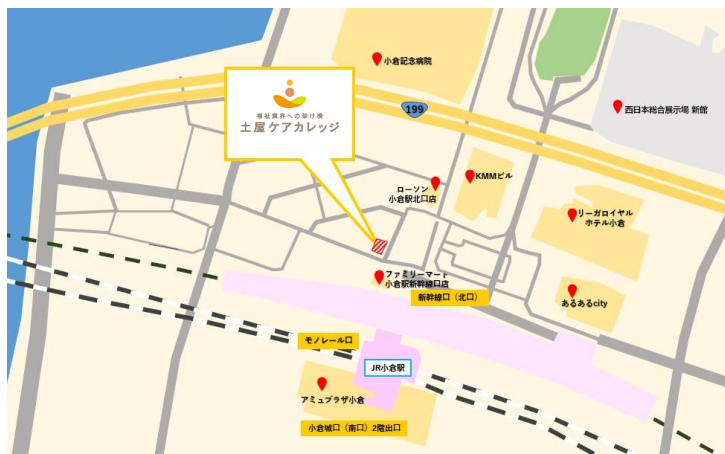 小倉記念病院
199
西日本総合展示場 新館
福祉業界への架け橋
土屋ケアカレッジ
KMMビル
ローソン
小倉駅北口店
リーガロイヤル
ホテル小倉
ファミリーマート
小倉駅新幹線口店
新幹線口（北口）
あるあるcity
モノレール口
JR小倉駅
アミュプラザ小倉
小倉城口（南口）2階出口